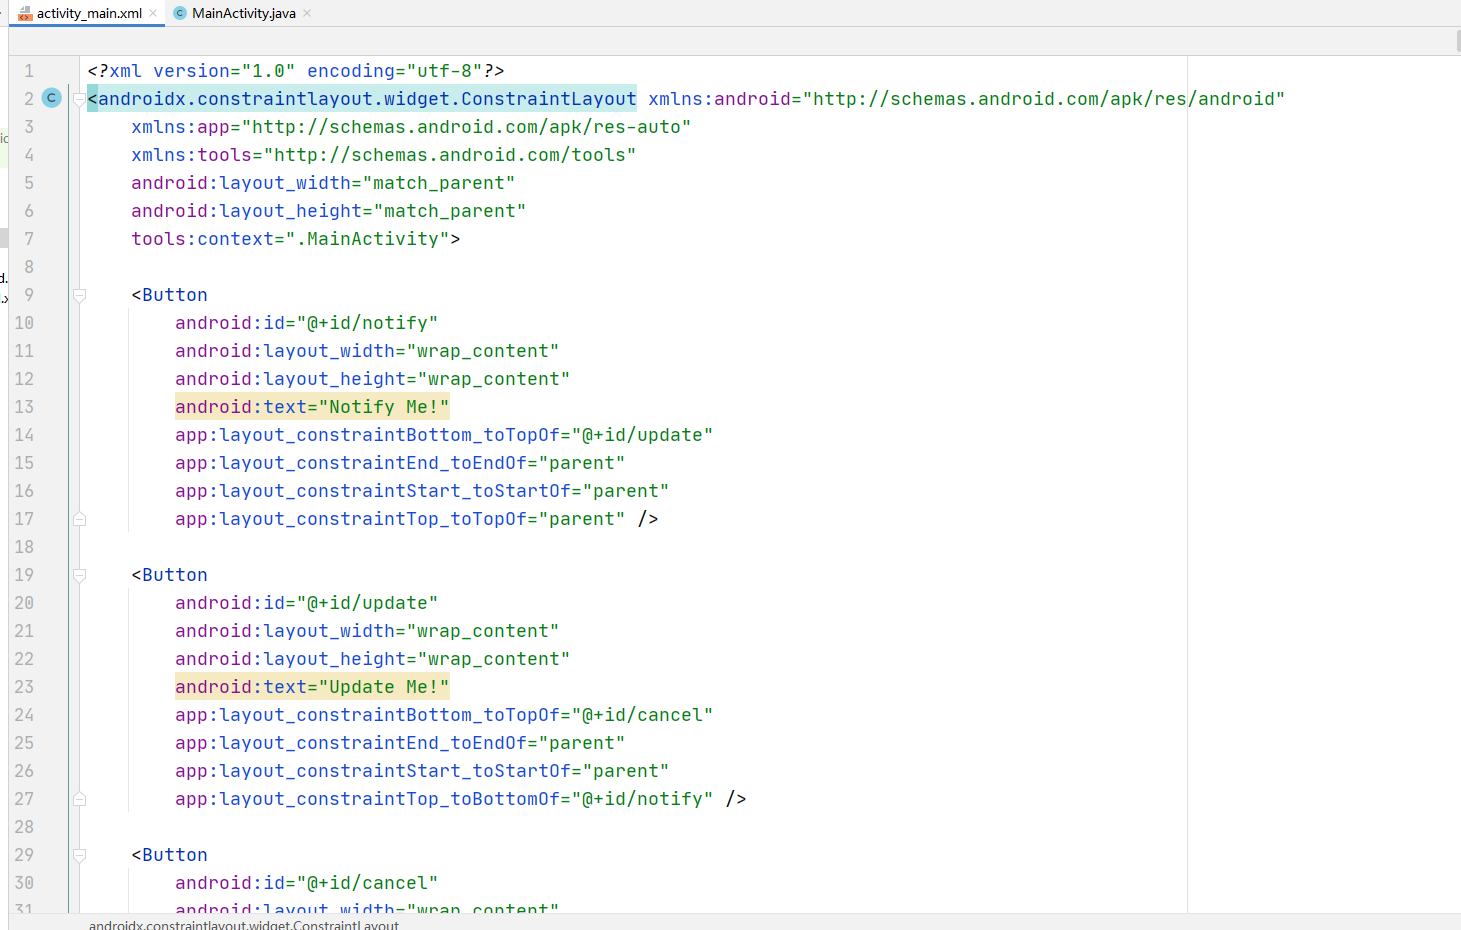 activity_main.xml MainActivity.java
1 <?xml version="1.0" encoding="utf-8"?>
2 <androidx.constraintlayout.widget.ConstraintLayout xmlns:android="http://schemas.android.com/apk/res/android"
3 xmlns:app="http://schemas.android.com/apk/res-auto"
4 xmlns:tools="http://schemas.android.com/tools"
5 android:layout_width="match_parent"
6 android:layout_height="match_parent"
7 tools:context=".MainActivity">
8
9 <Button
10 android:id="@+id/notify"
11 android:layout_width="wrap_content"
12 android:layout_height="wrap_content"
13 android:text="Notify Me!"
14 app:layout_constraintBottom_toTopOf="@+id/update"
15 app:layout_constraintEnd_toEndOf="parent"
16 app:layout_constraintStart_toStartOf="parent"
17 app:layout_constraintTop_toTopOf="parent" />
18
19 <Button
20 android:id="@+id/update"
21 android:layout_width="wrap_content"
22 android:layout_height="wrap_content"
23 android:text="Update Me!"
24 app:layout_constraintBottom_toTopOf="@+id/cancel"
25 app:layout_constraintEnd_toEndOf="parent"
26 app:layout_constraintStart_toStartOf="parent"
27 app:layout_constraintTop_toBottomOf="@+id/notify" />
28
29 <Button
30 android:id="@+id/cancel"
31 android:layout_width="wrap_content"
androidx.constraintlayout.widget.ConstraintLayout